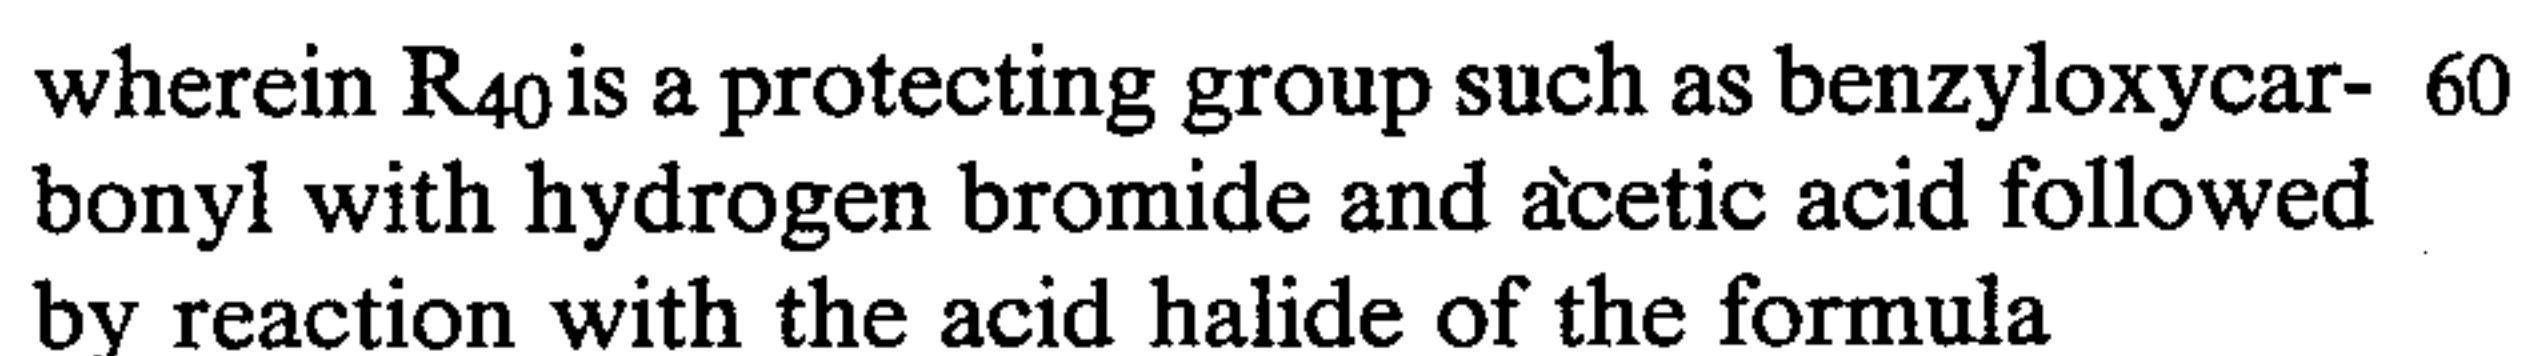 wherein R40 is a protecting group such as benzyloxycar- 60
bonyl with hydrogen bromide and acetic acid followed
by reaction with the acid halide of the formula